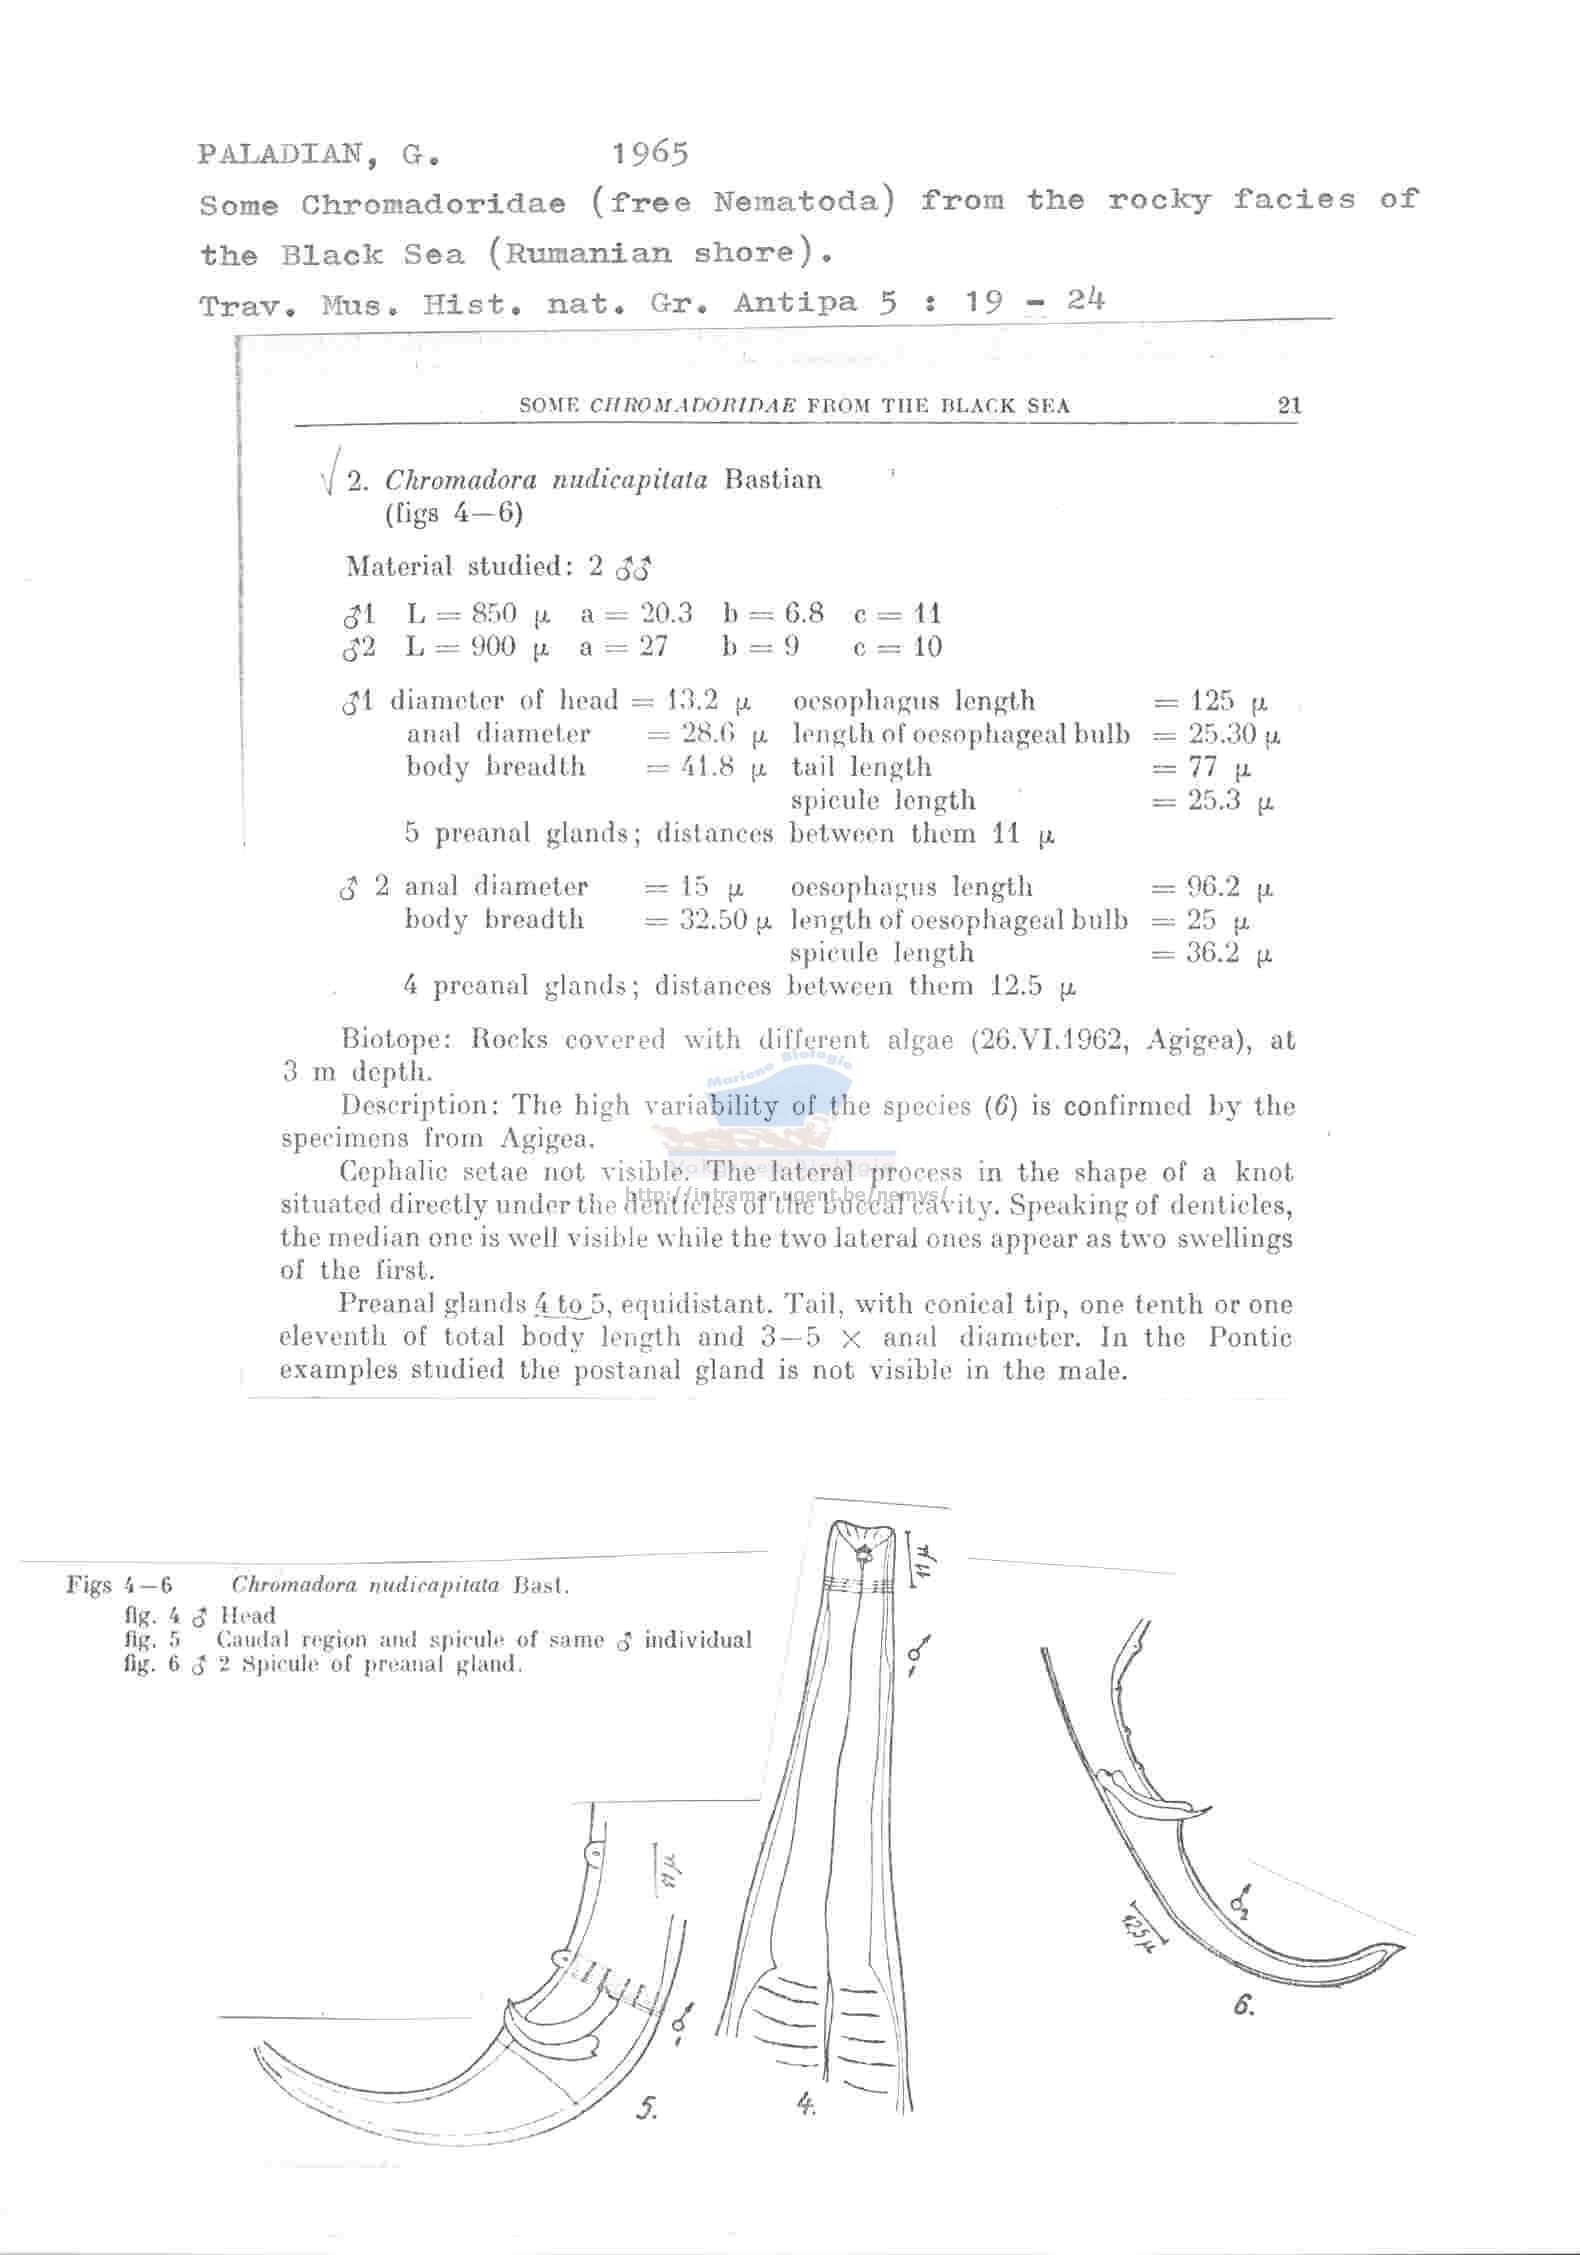 PALADIAN, G. 1965
Some Chromadoridae (free Nematoda) from the rocky facies of
the Black Sea (Rumanian shore).
Trav. Mus. Hist. nat. Gr. Antipa 5 : 19 - 24
SOME CHROMADORIDAE FROM THE BLACK SEA 21
√ 2. Chromadora nudicapitata Bastian
(figs 4—6)
Material studied: 2 ♂♂
♂1 L = 850 μ a = 20.3 b = 6.8 c = 11
♂2 L = 900 μ a = 27 b = 9 c = 10
♂1 diameter of head = 13.2 μ oesophagus length = 125 μ
anal diameter = 28.6 μ length of oesophageal bulb = 25.30 μ
body breadth = 41.8 μ tail length = 77 μ
spicule length = 25.3 μ
5 preanal glands; distances between them 11 μ
♂ 2 anal diameter = 15 μ oesophagus length = 96.2 μ
body breadth = 32.50 μ length of oesophageal bulb = 25 μ
spicule length = 36.2 μ
4 preanal glands; distances between them 12.5 μ
Biotope: Rocks covered with different algae (26.VI.1962, Agigea), at
3 m depth.
Mariene Biologie
Description: The high variability of the species (6) is confirmed by the
specimens from Agigea.
Vakgroep Biologie
Cephalic setae not visible. The lateral process in the shape of a knot
http://intramar.ugent.be/nemys/
situated directly under the denticles of the buccal cavity. Speaking of denticles,
the median one is well visible while the two lateral ones appear as two swellings
of the first.
Preanal glands 4 to 5, equidistant. Tail, with conical tip, one tenth or one
eleventh of total body length and 3—5 × anal diameter. In the Pontic
examples studied the postanal gland is not visible in the male.
Figs 4—6 Chromadora nudicapitata Bast.
fig. 4 ♂ Head
fig. 5 Caudal region and spicule of same ♂ individual
fig. 6 ♂ 2 Spicule of preanal gland.
11 μ
♂1
11 μ
♂1
12,5 μ
♂2
6.
5.
4.